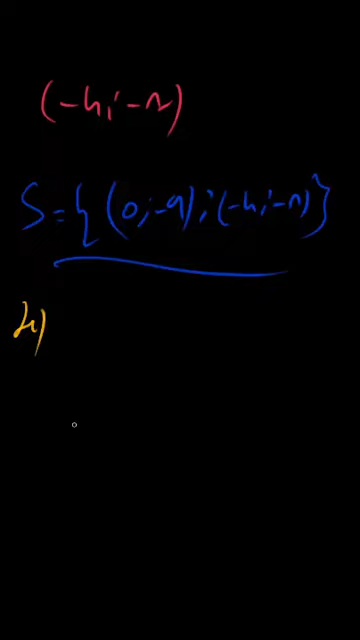 (-4; -1)
S = { (0; -9) ; (-4; -1) }
4)